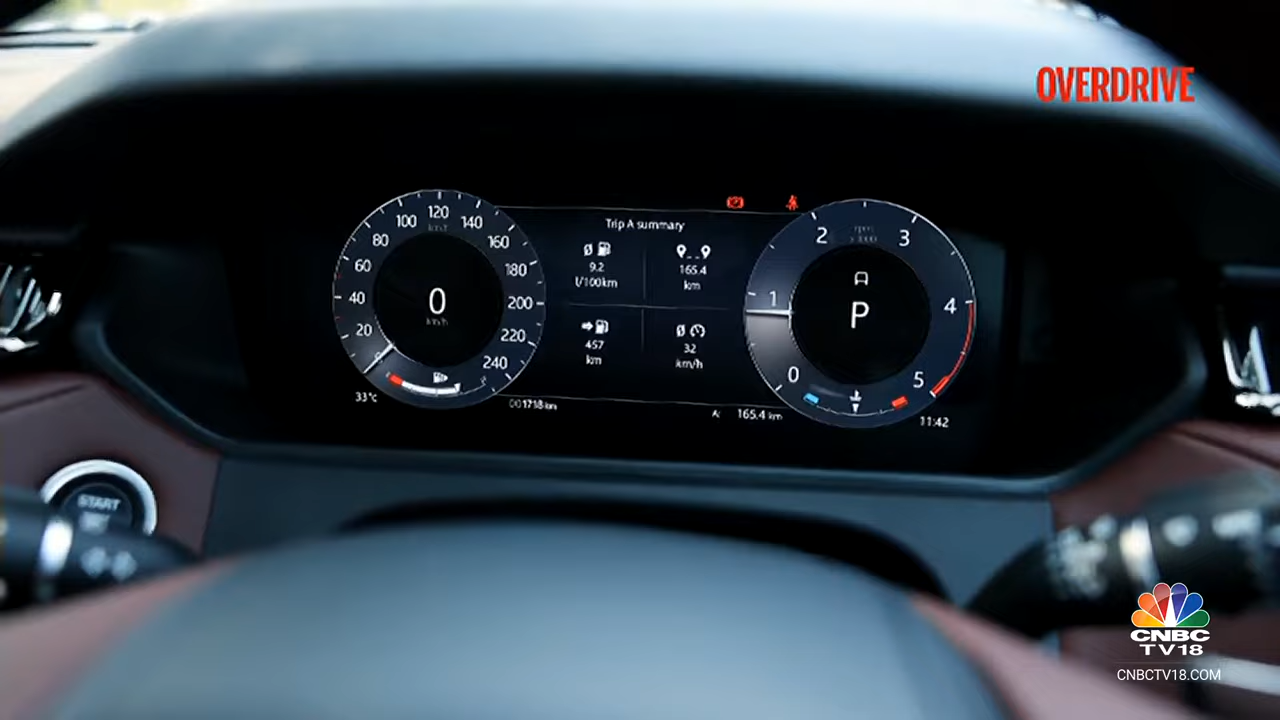 OVERDRIVE
20
40
60
80
100
120
140
160
180
200
220
240
0
km/h
33°C
001718 km
Trip A summary
9.2
l/100km
165.4
km
457
km
32
km/h
A: 165.4 km
0
1
2
3
4
5
P
11:42
START
CNBC
TV18
CNBCTV18.COM